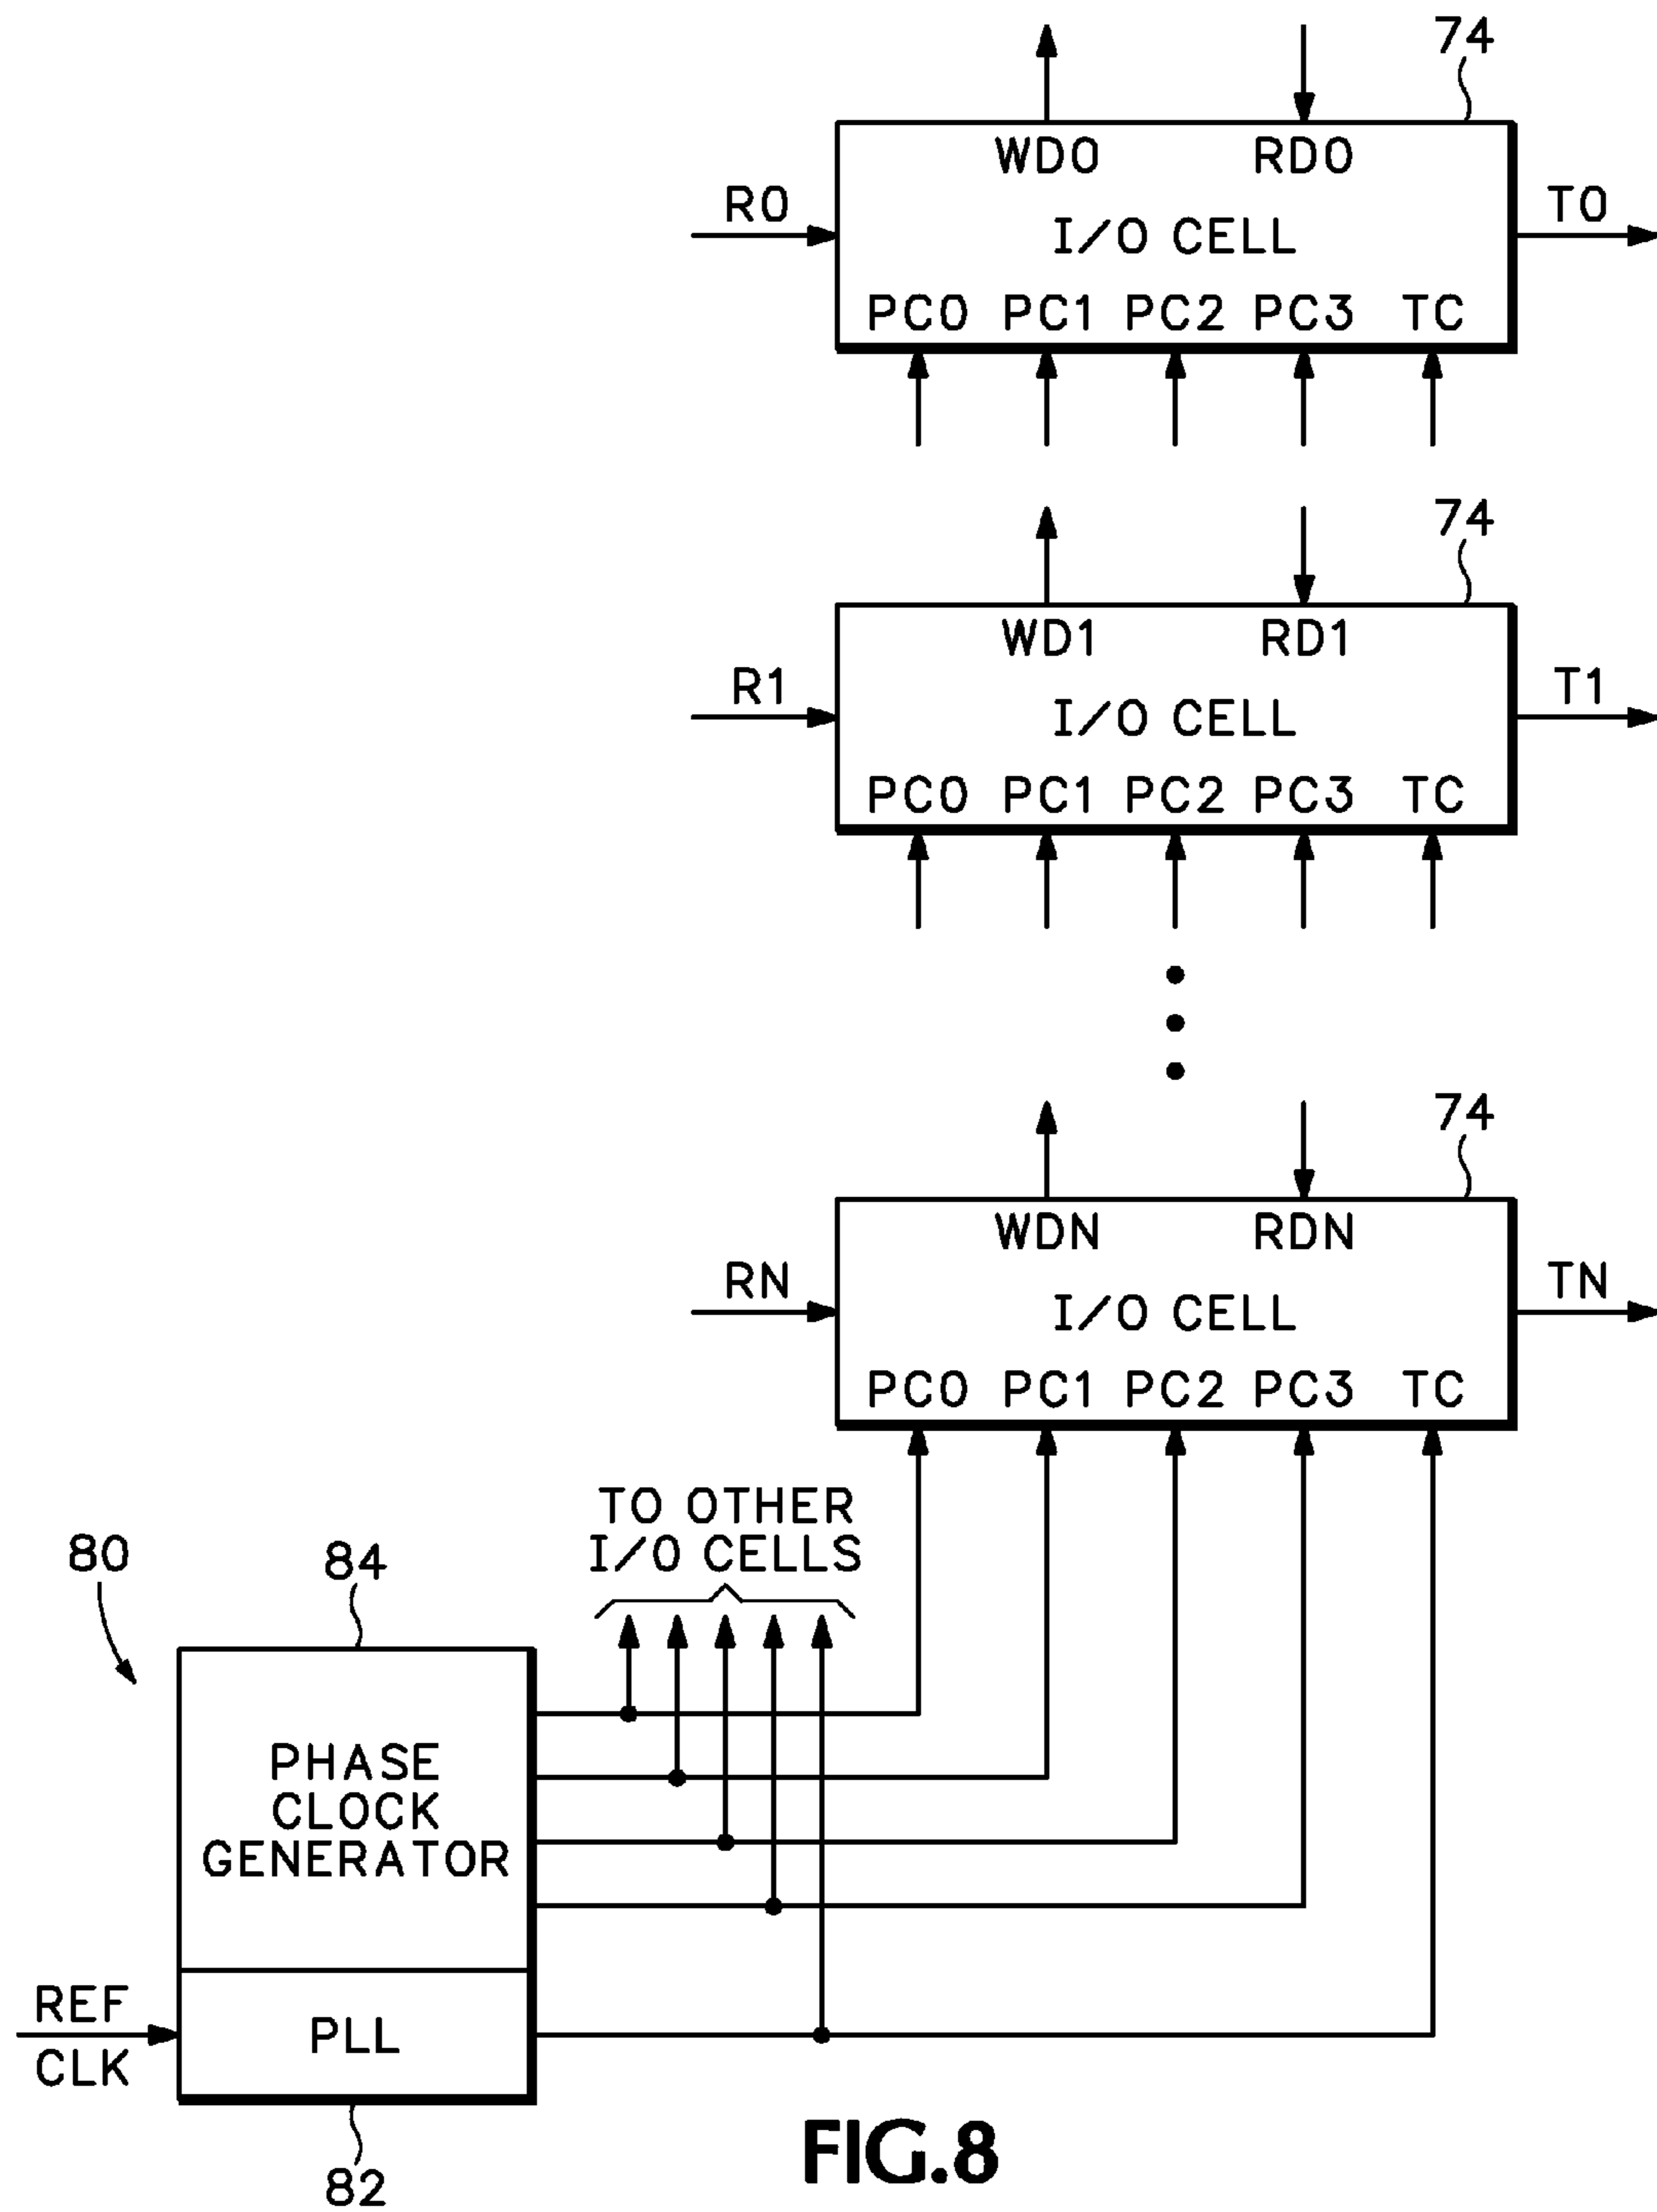 74
WD0 RD0
R0 I/O CELL T0
PC0 PC1 PC2 PC3 TC
74
WD1 RD1
R1 I/O CELL T1
PC0 PC1 PC2 PC3 TC
74
WDN RDN
RN I/O CELL TN
PC0 PC1 PC2 PC3 TC
TO OTHER
I/O CELLS
80
84
PHASE
CLOCK
GENERATOR
REF
CLK
PLL
82
FIG.8